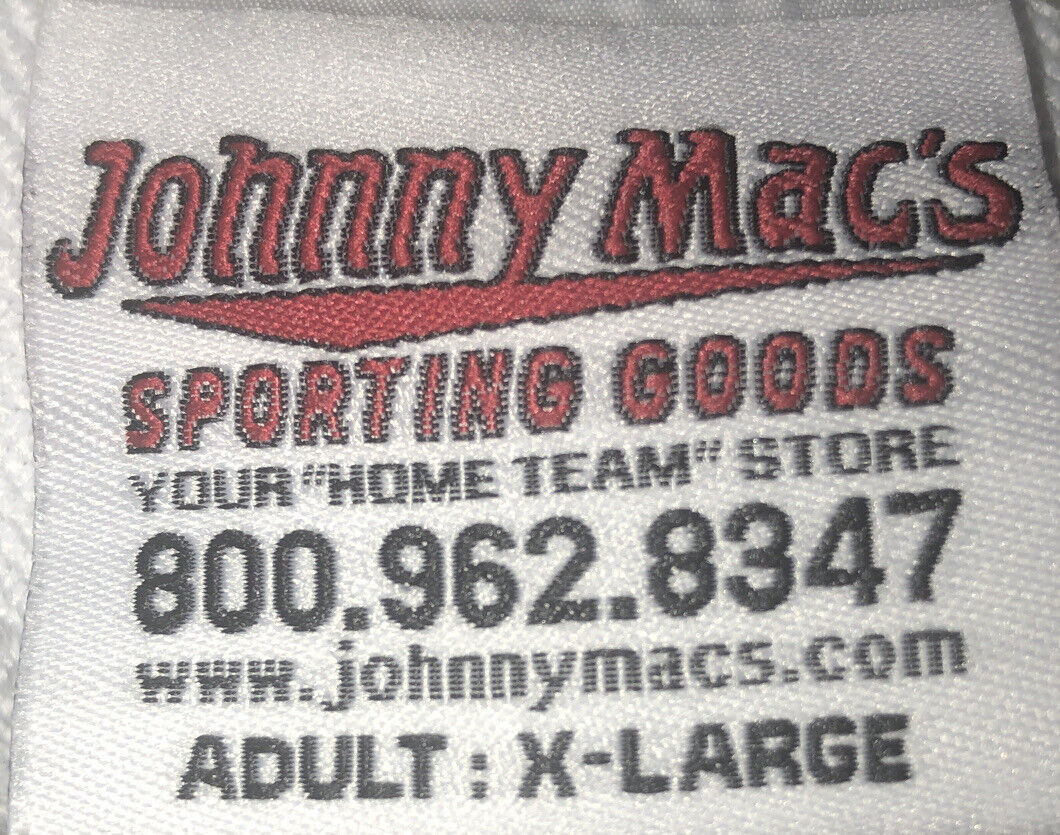 Johnny Mac's
SPORTING GOODS
YOUR "HOME TEAM" STORE
800.962.8347
www.johnnymacs.com
ADULT : X-LARGE